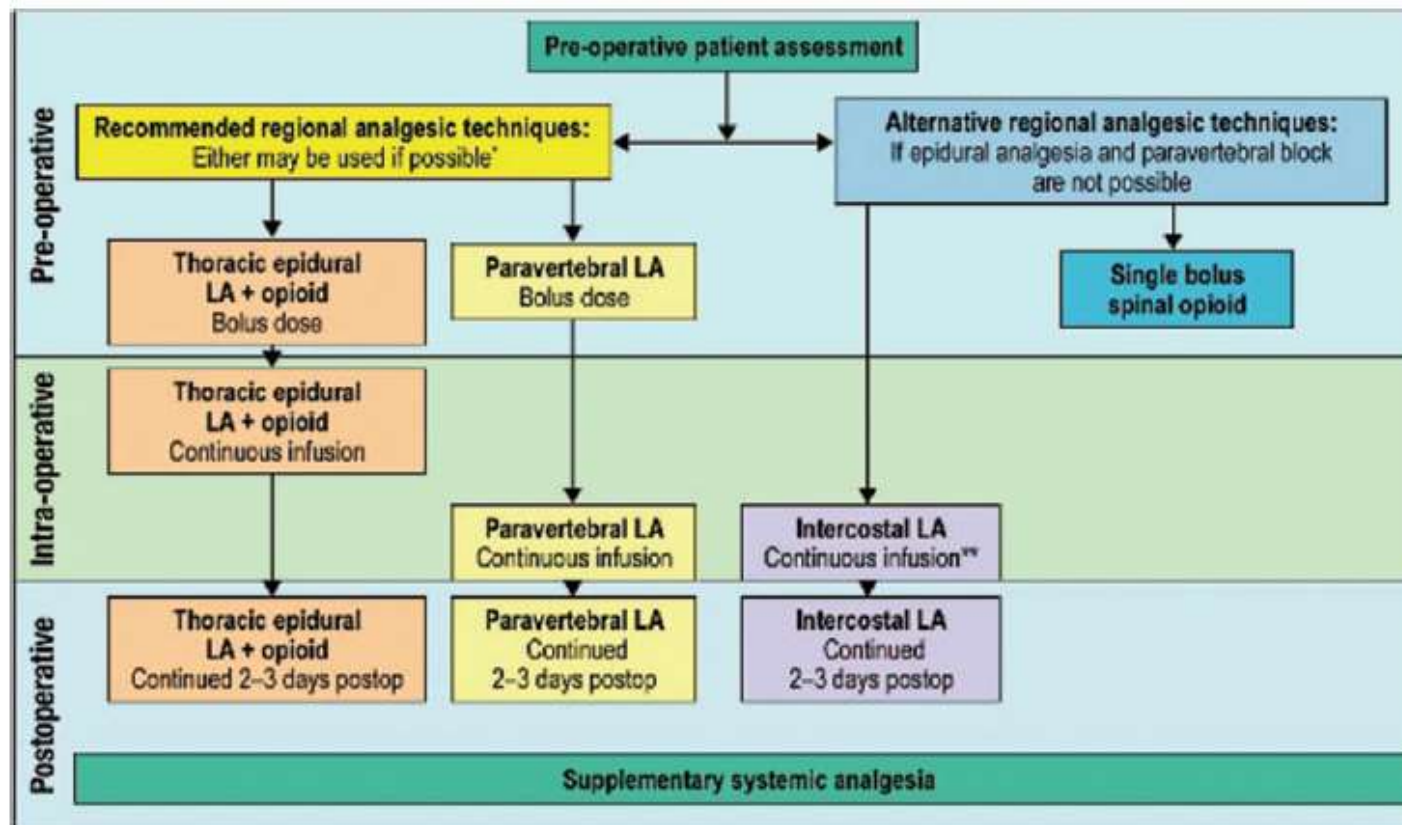 Pre-operative patient assessment
Pre-operative
Recommended regional analgesic techniques:
Either may be used if possible*
Alternative regional analgesic techniques:
If epidural analgesia and paravertebral block
are not possible
Thoracic epidural
LA + opioid
Bolus dose
Paravertebral LA
Bolus dose
Single bolus
spinal opioid
Intra-operative
Thoracic epidural
LA + opioid
Continuous infusion
Paravertebral LA
Continuous infusion
Intercostal LA
Continuous infusion**
Postoperative
Thoracic epidural
LA + opioid
Continued 2–3 days postop
Paravertebral LA
Continued
2–3 days postop
Intercostal LA
Continued
2–3 days postop
Supplementary systemic analgesia